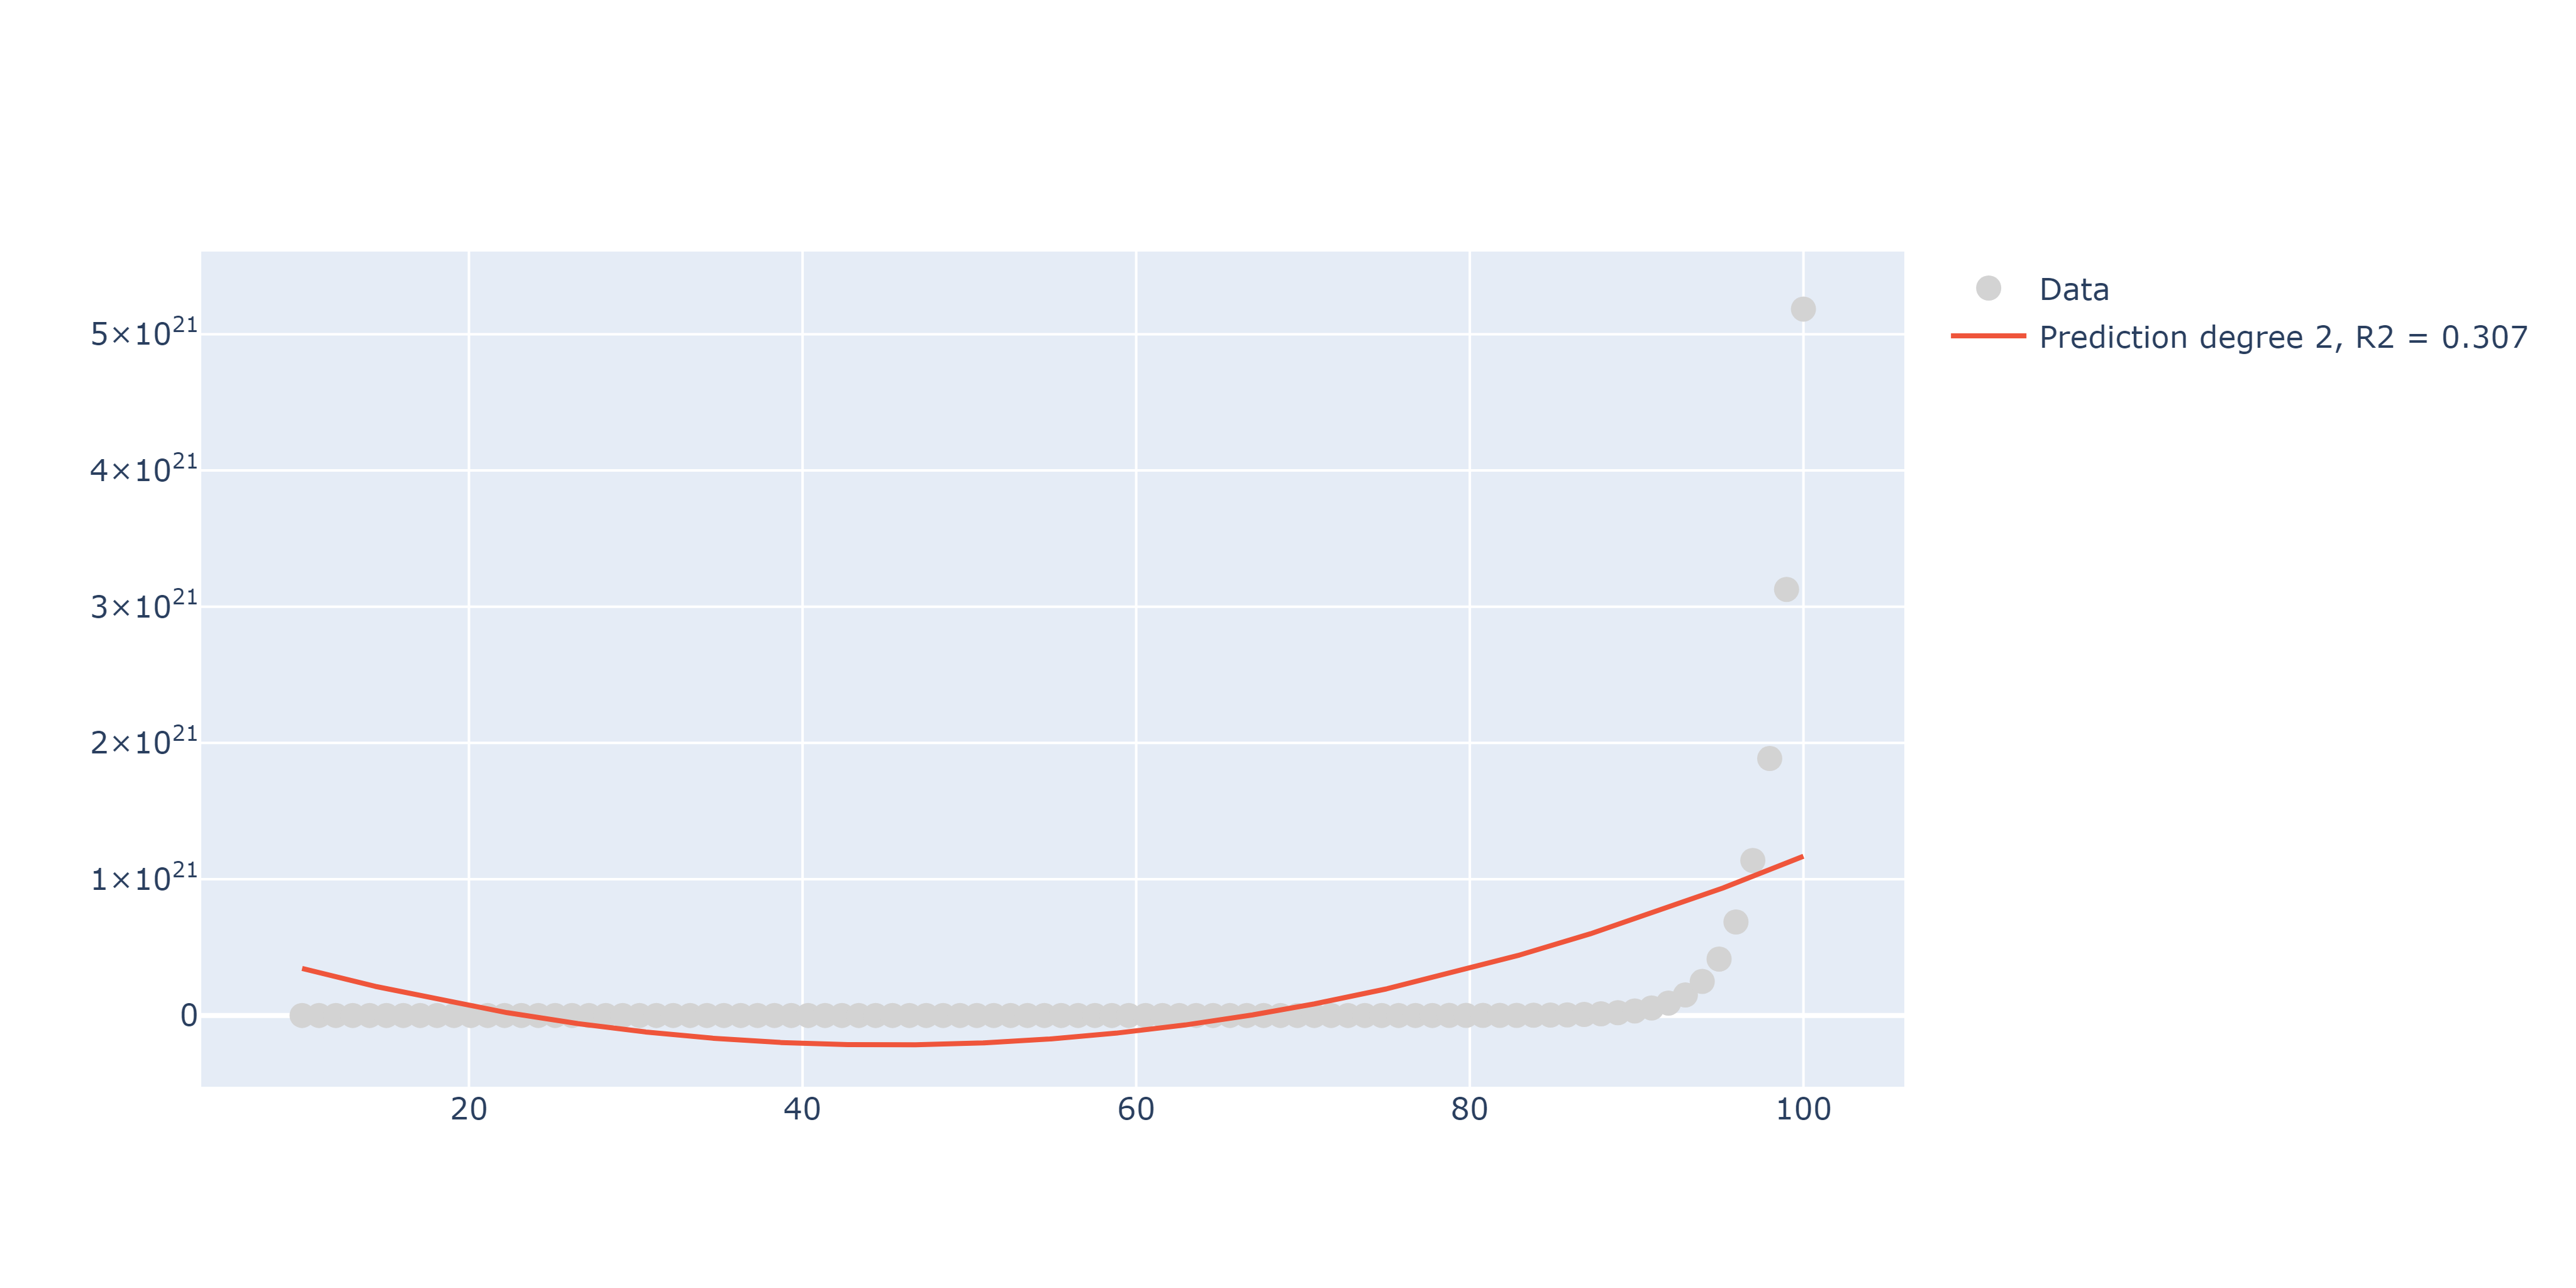 Data
Prediction degree 2, R2 = 0.307
5×10²¹
4×10²¹
3×10²¹
2×10²¹
1×10²¹
0
20 40 60 80 100